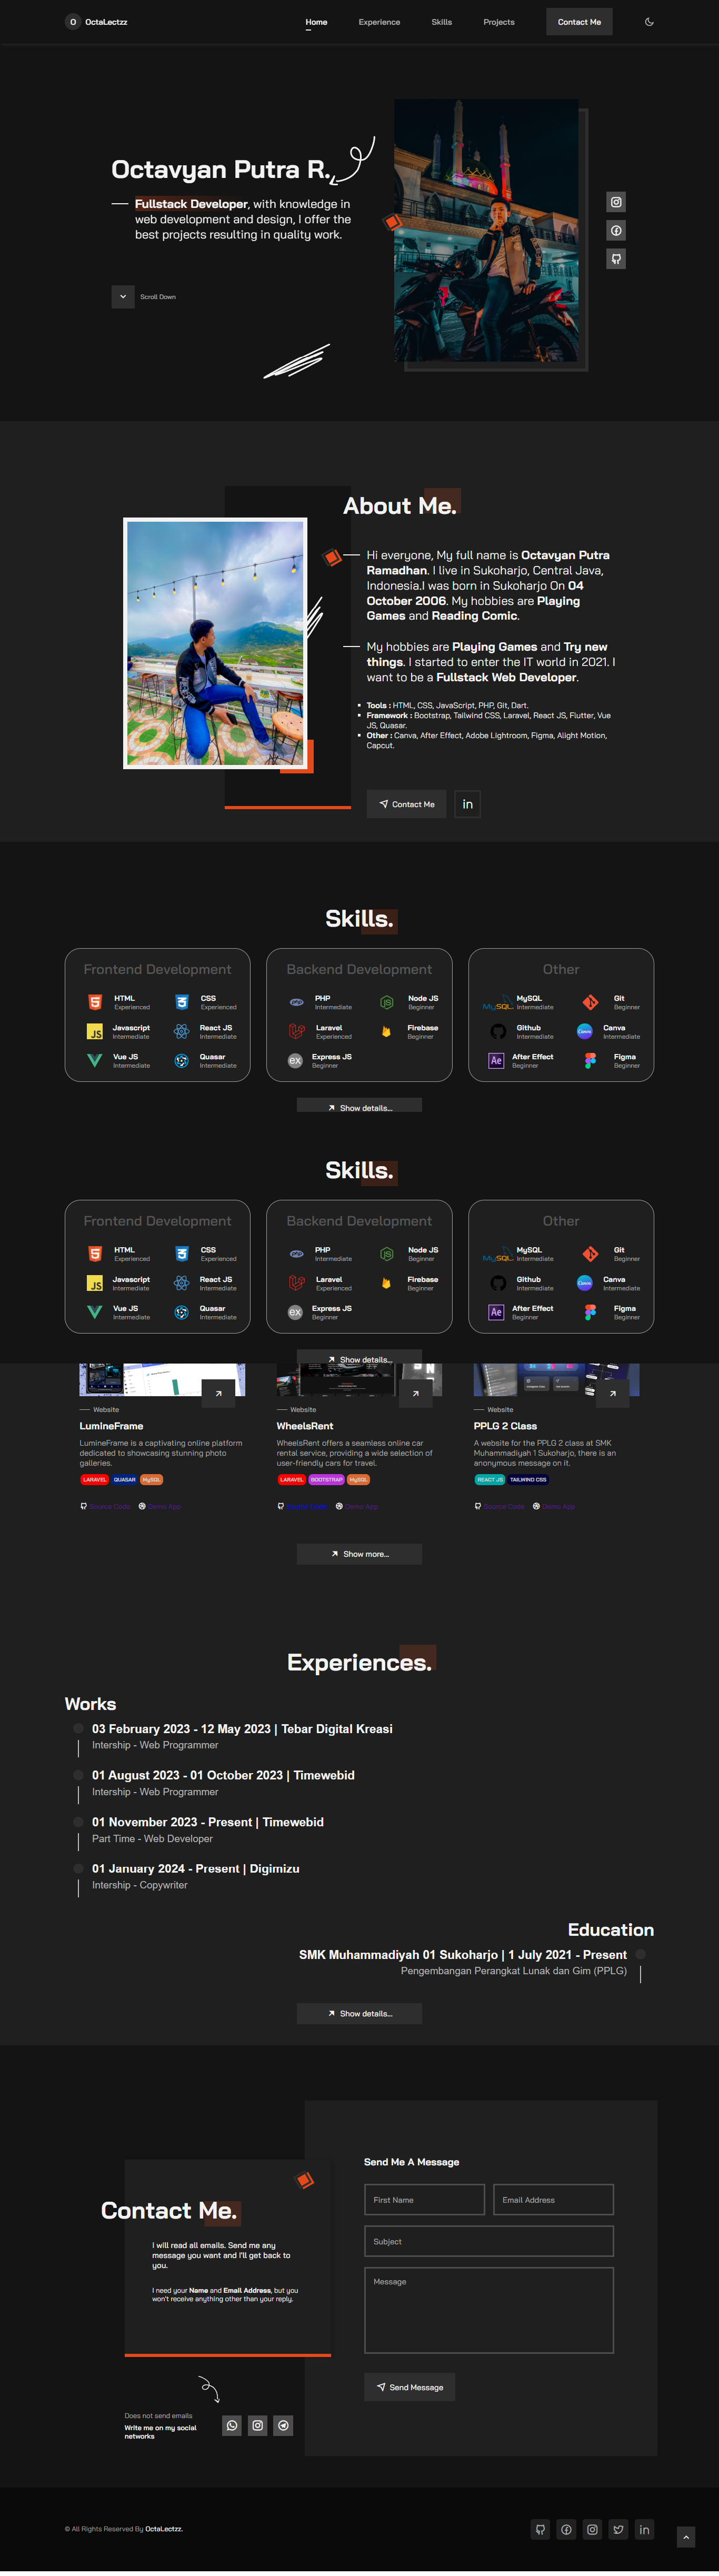 O OctaLectzz Home Experience Skills Projects Contact Me
Octavyan Putra R.
Fullstack Developer, with knowledge in
web development and design, I offer the
best projects resulting in quality work.
Scroll Down
About Me.
Hi everyone, My full name is Octavyan Putra
Ramadhan. I live in Sukoharjo, Central Java,
Indonesia.I was born in Sukoharjo On 04
October 2006. My hobbies are Playing
Games and Reading Comic.
My hobbies are Playing Games and Try new
things. I started to enter the IT world in 2021. I
want to be a Fullstack Web Developer.
Tools : HTML, CSS, JavaScript, PHP, Git, Dart.
Framework : Bootstrap, Tailwind CSS, Laravel, React JS, Flutter, Vue
JS, Quasar.
Other : Canva, After Effect, Adobe Lightroom, Figma, Alight Motion,
Capcut.
Contact Me in
Skills.
Frontend Development
HTML CSS
Experienced Experienced
JS Javascript React JS
Intermediate Intermediate
Vue JS Quasar
Intermediate Intermediate
Backend Development
php PHP Node JS
Intermediate Beginner
Laravel Firebase
Experienced Beginner
ex Express JS
Beginner
Other
MySQL MySQL Git
Intermediate Beginner
Github Canva Canva
Intermediate Intermediate
Ae After Effect Figma
Beginner Beginner
Show details...
Skills.
Frontend Development
HTML CSS
Experienced Experienced
JS Javascript React JS
Intermediate Intermediate
Vue JS Quasar
Intermediate Intermediate
Backend Development
php PHP Node JS
Intermediate Beginner
Laravel Firebase
Experienced Beginner
ex Express JS
Beginner
Other
MySQL MySQL Git
Intermediate Beginner
Github Canva Canva
Intermediate Intermediate
Ae After Effect Figma
Beginner Beginner
Show details...
Website
LumineFrame
LumineFrame is a captivating online platform
dedicated to showcasing stunning photo
galleries.
LARAVEL QUASAR MySQL
Source Code Demo App
Website
WheelsRent
WheelsRent offers a seamless online car
rental service, providing a wide selection of
user-friendly cars for travel.
LARAVEL BOOTSTRAP MySQL
Source Code Demo App
Website
PPLG 2 Class
A website for the PPLG 2 class at SMK
Muhammadiyah 1 Sukoharjo, there is an
anonymous message on it.
REACT JS TAILWIND CSS
Source Code Demo App
Show more...
Experiences.
Works
03 February 2023 - 12 May 2023 | Tebar Digital Kreasi
Intership - Web Programmer
01 August 2023 - 01 October 2023 | Timewebid
Intership - Web Programmer
01 November 2023 - Present | Timewebid
Part Time - Web Developer
01 January 2024 - Present | Digimizu
Intership - Copywriter
Education
SMK Muhammadiyah 01 Sukoharjo | 1 July 2021 - Present
Pengembangan Perangkat Lunak dan Gim (PPLG)
Show details...
Contact Me.
I will read all emails. Send me any
message you want and I'll get back to
you.
I need your Name and Email Address, but you
won't receive anything other than your reply.
Does not send emails
Write me on my social
networks
Send Me A Message
First Name Email Address
Subject
Message
Send Message
© All Rights Reserved By OctaLectzz. in